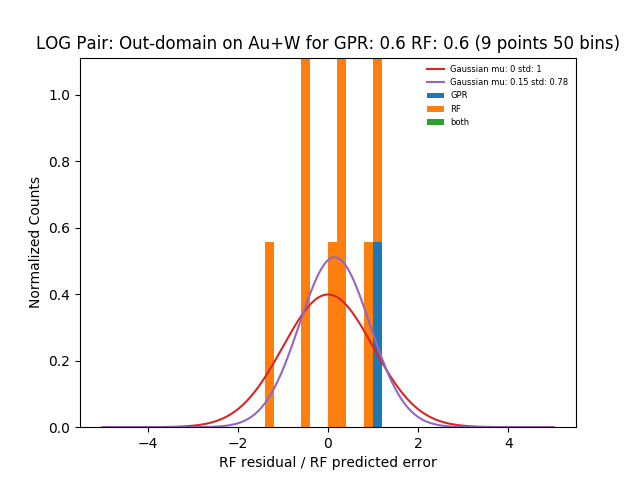 LOG Pair: Out-domain on Au+W for GPR: 0.6 RF: 0.6 (9 points 50 bins)
Gaussian mu: 0 std: 1
Gaussian mu: 0.15 std: 0.78
GPR
RF
both
Normalized Counts
1.0
0.8
0.6
0.4
0.2
0.0
−4 −2 0 2 4
RF residual / RF predicted error